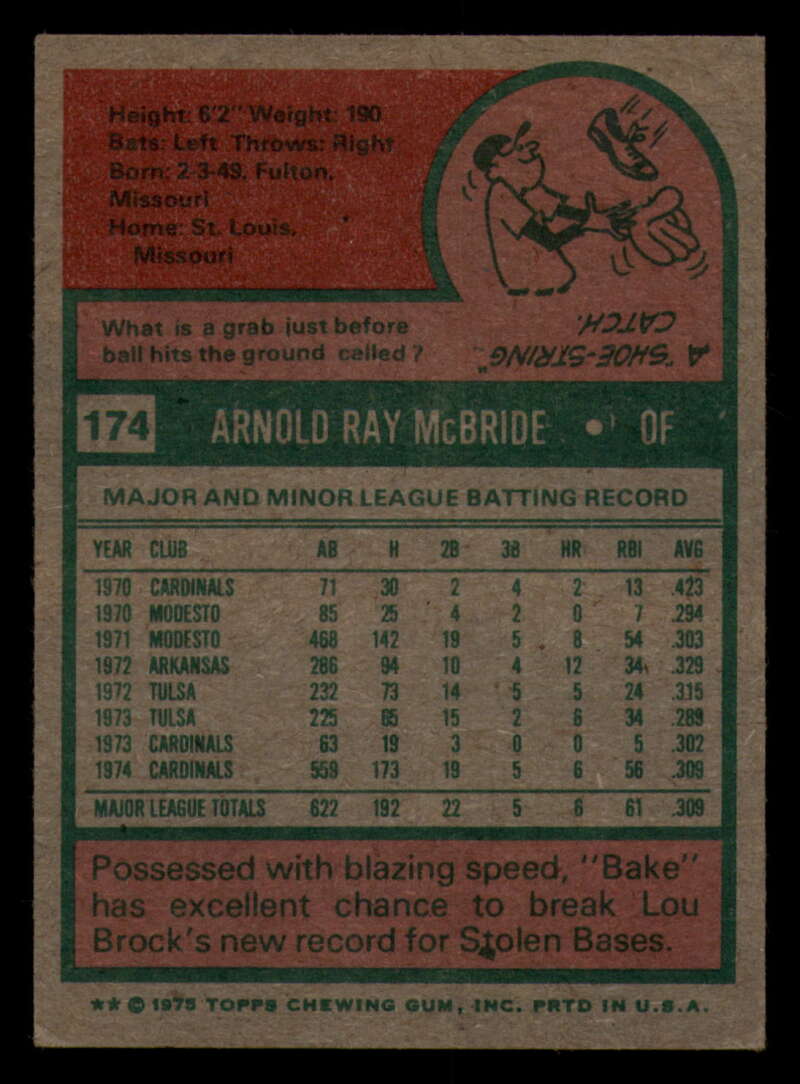 Height: 6'2" Weight: 190
Bats: Left Throws: Right
Born: 2-3-49, Fulton,
Missouri
Home: St. Louis,
Missouri
What is a grab just before
ball hits the ground called?
A "SHOE-STRING"
CATCH.
174 ARNOLD RAY McBRIDE • OF
MAJOR AND MINOR LEAGUE BATTING RECORD
YEAR CLUB AB H 2B 3B HR RBI AVG
1970 CARDINALS 71 30 2 4 2 13 .423
1970 MODESTO 85 25 4 2 0 7 .294
1971 MODESTO 468 142 19 5 8 54 .303
1972 ARKANSAS 286 94 10 4 12 34 .329
1972 TULSA 232 73 14 5 5 24 .315
1973 TULSA 225 65 15 2 6 34 .289
1973 CARDINALS 63 19 3 0 0 5 .302
1974 CARDINALS 559 173 19 5 6 56 .309
MAJOR LEAGUE TOTALS 622 192 22 5 6 61 .309
Possessed with blazing speed, "Bake"
has excellent chance to break Lou
Brock's new record for Stolen Bases.
** © 1975 TOPPS CHEWING GUM, INC. PRTD IN U.S.A.